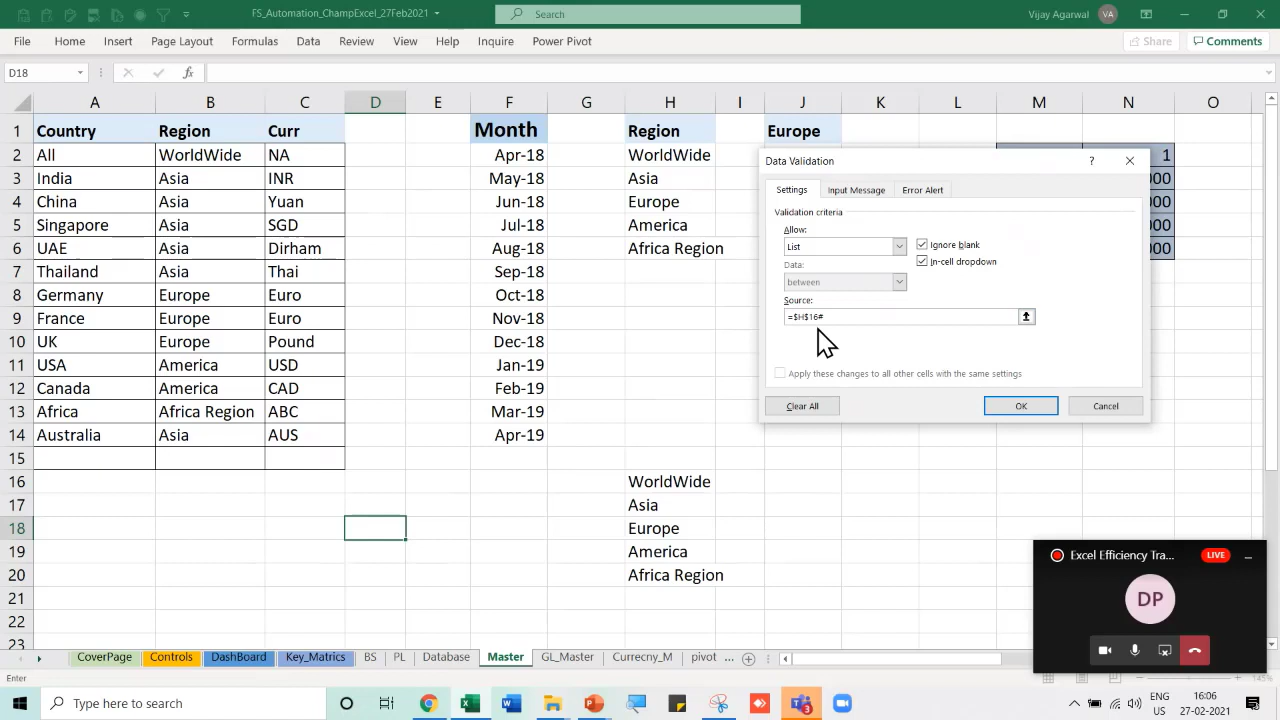 FS_Automation_ChampExcel_27Feb2021
Search
Vijay Agarwal VA
File Home Insert Page Layout Formulas Data Review View Help Inquire Power Pivot Share Comments
D18 fx
A B C D E F G H I J K L M N O
1 Country Region Curr Month Region Europe
2 All WorldWide NA Apr-18 WorldWide 1
3 India Asia INR May-18 Asia 000
4 China Asia Yuan Jun-18 Europe 000
5 Singapore Asia SGD Jul-18 America 000
6 UAE Asia Dirham Aug-18 Africa Region 000
7 Thailand Asia Thai Sep-18
8 Germany Europe Euro Oct-18
9 France Europe Euro Nov-18
10 UK Europe Pound Dec-18
11 USA America USD Jan-19
12 Canada America CAD Feb-19
13 Africa Africa Region ABC Mar-19
14 Australia Asia AUS Apr-19
15
16 WorldWide
17 Asia
18 Europe
19 America
20 Africa Region
21
22
23
Data Validation ?
Settings Input Message Error Alert
Validation criteria
Allow:
List Ignore blank
In-cell dropdown
Data:
between
Source:
=$H$16#
Apply these changes to all other cells with the same settings
Clear All OK Cancel
Excel Efficiency Tra... LIVE
DP
CoverPage Controls DashBoard Key_Matrics BS PL Database Master GL_Master Currecny_M pivot ...
Enter 145%
Type here to search
3
ENG
US
16:06
27-02-2021